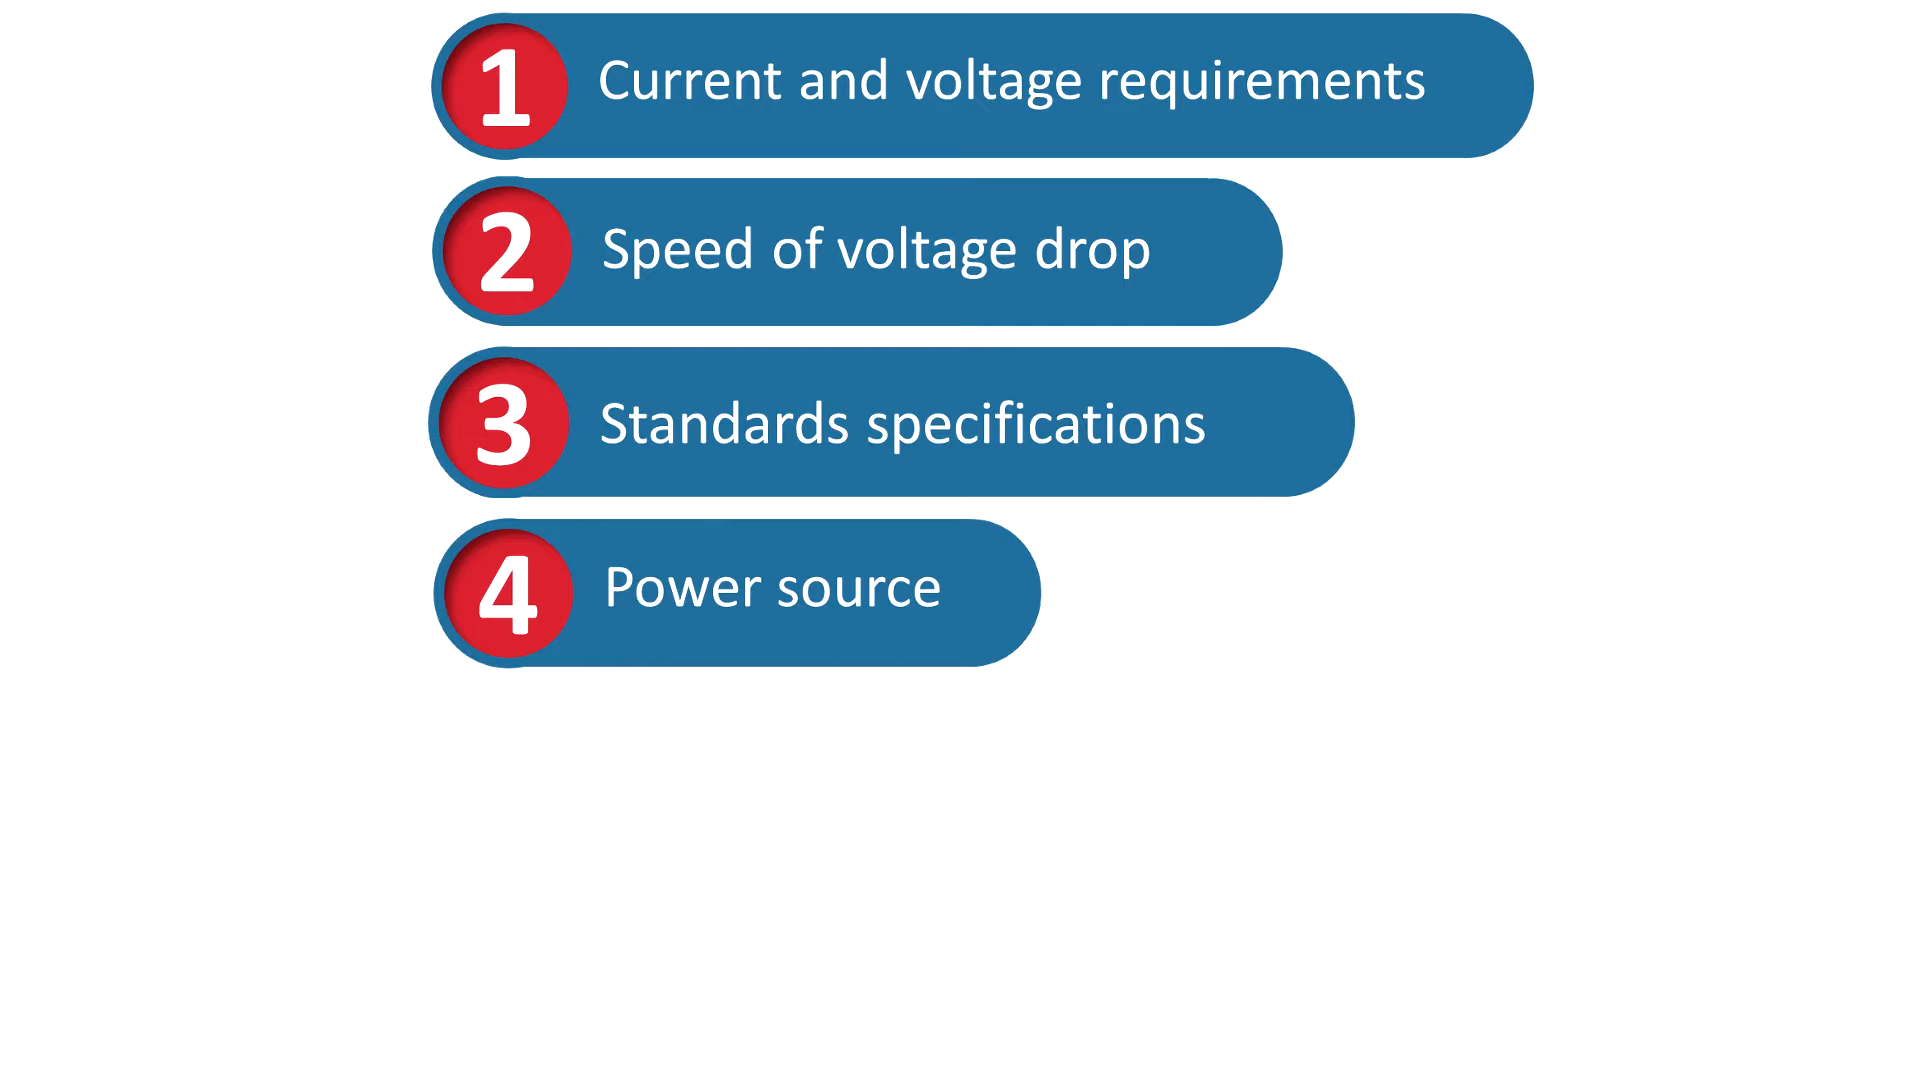 1 Current and voltage requirements
2 Speed of voltage drop
3 Standards specifications
4 Power source